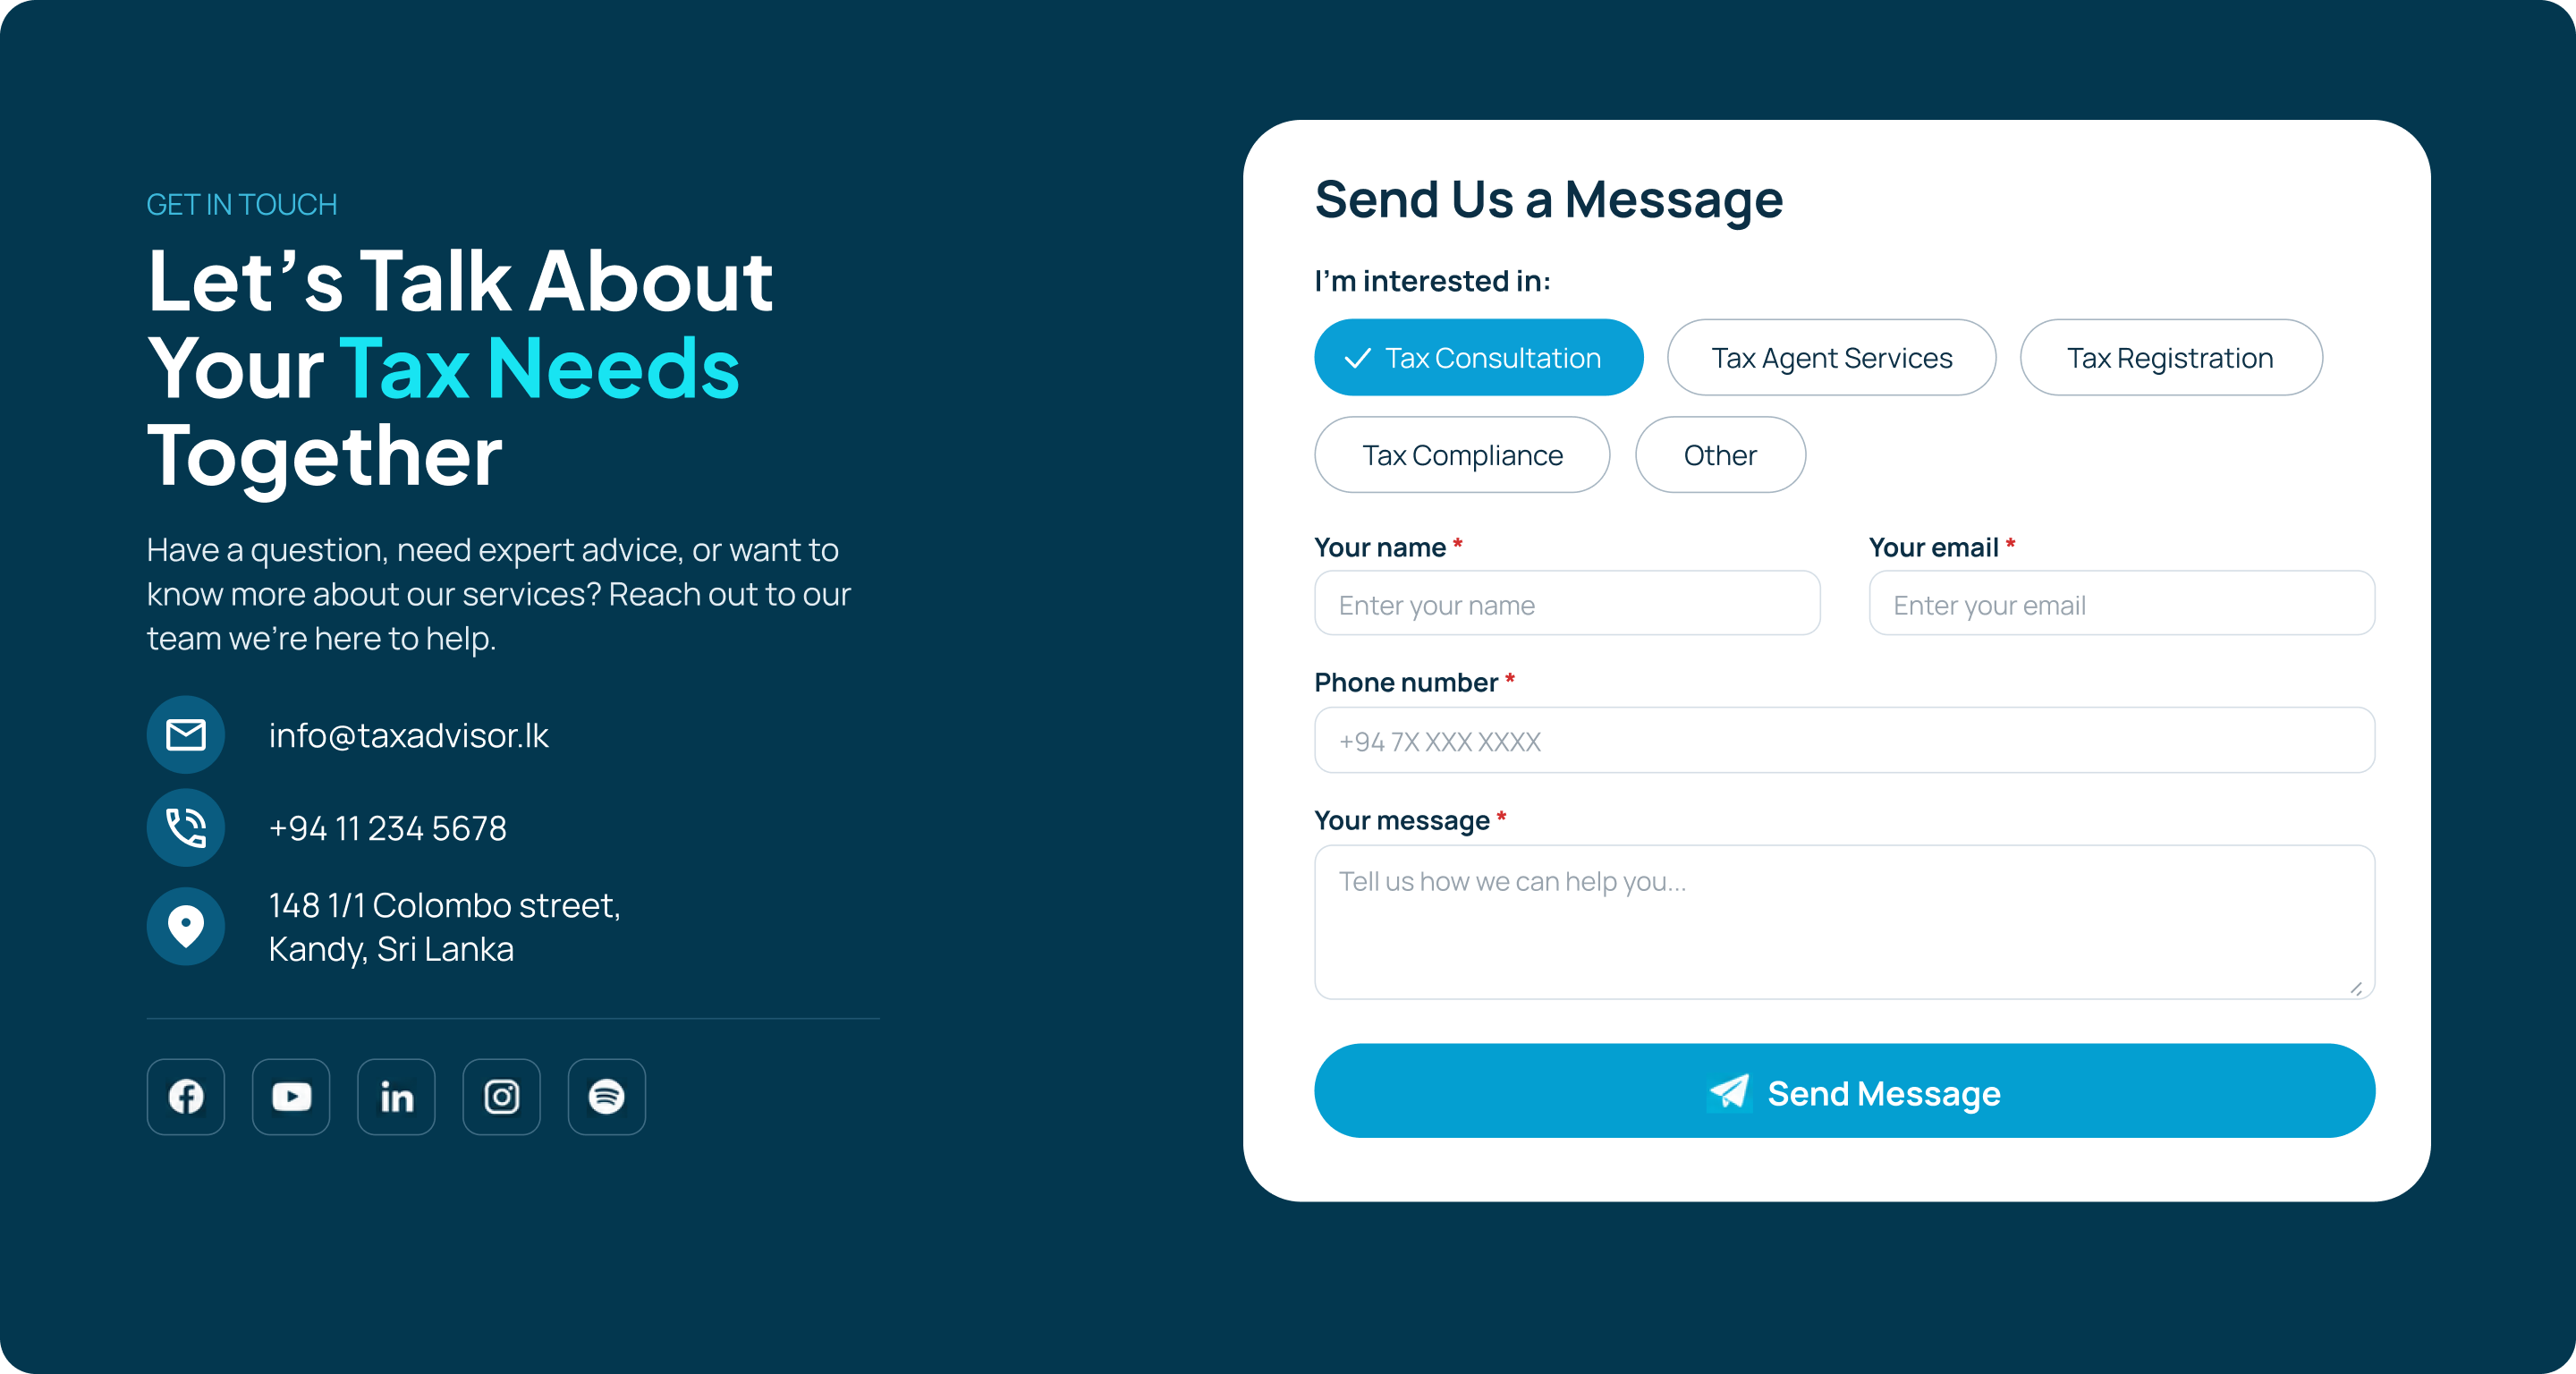 GET IN TOUCH
Let’s Talk About
Your Tax Needs
Together
Have a question, need expert advice, or want to
know more about our services? Reach out to our
team we’re here to help.
info@taxadvisor.lk
+94 11 234 5678
148 1/1 Colombo street,
Kandy, Sri Lanka
Send Us a Message
I’m interested in:
Tax Consultation
Tax Agent Services
Tax Registration
Tax Compliance
Other
Your name *
Your email *
Enter your name
Enter your email
Phone number *
+94 7X XXX XXXX
Your message *
Tell us how we can help you...
Send Message